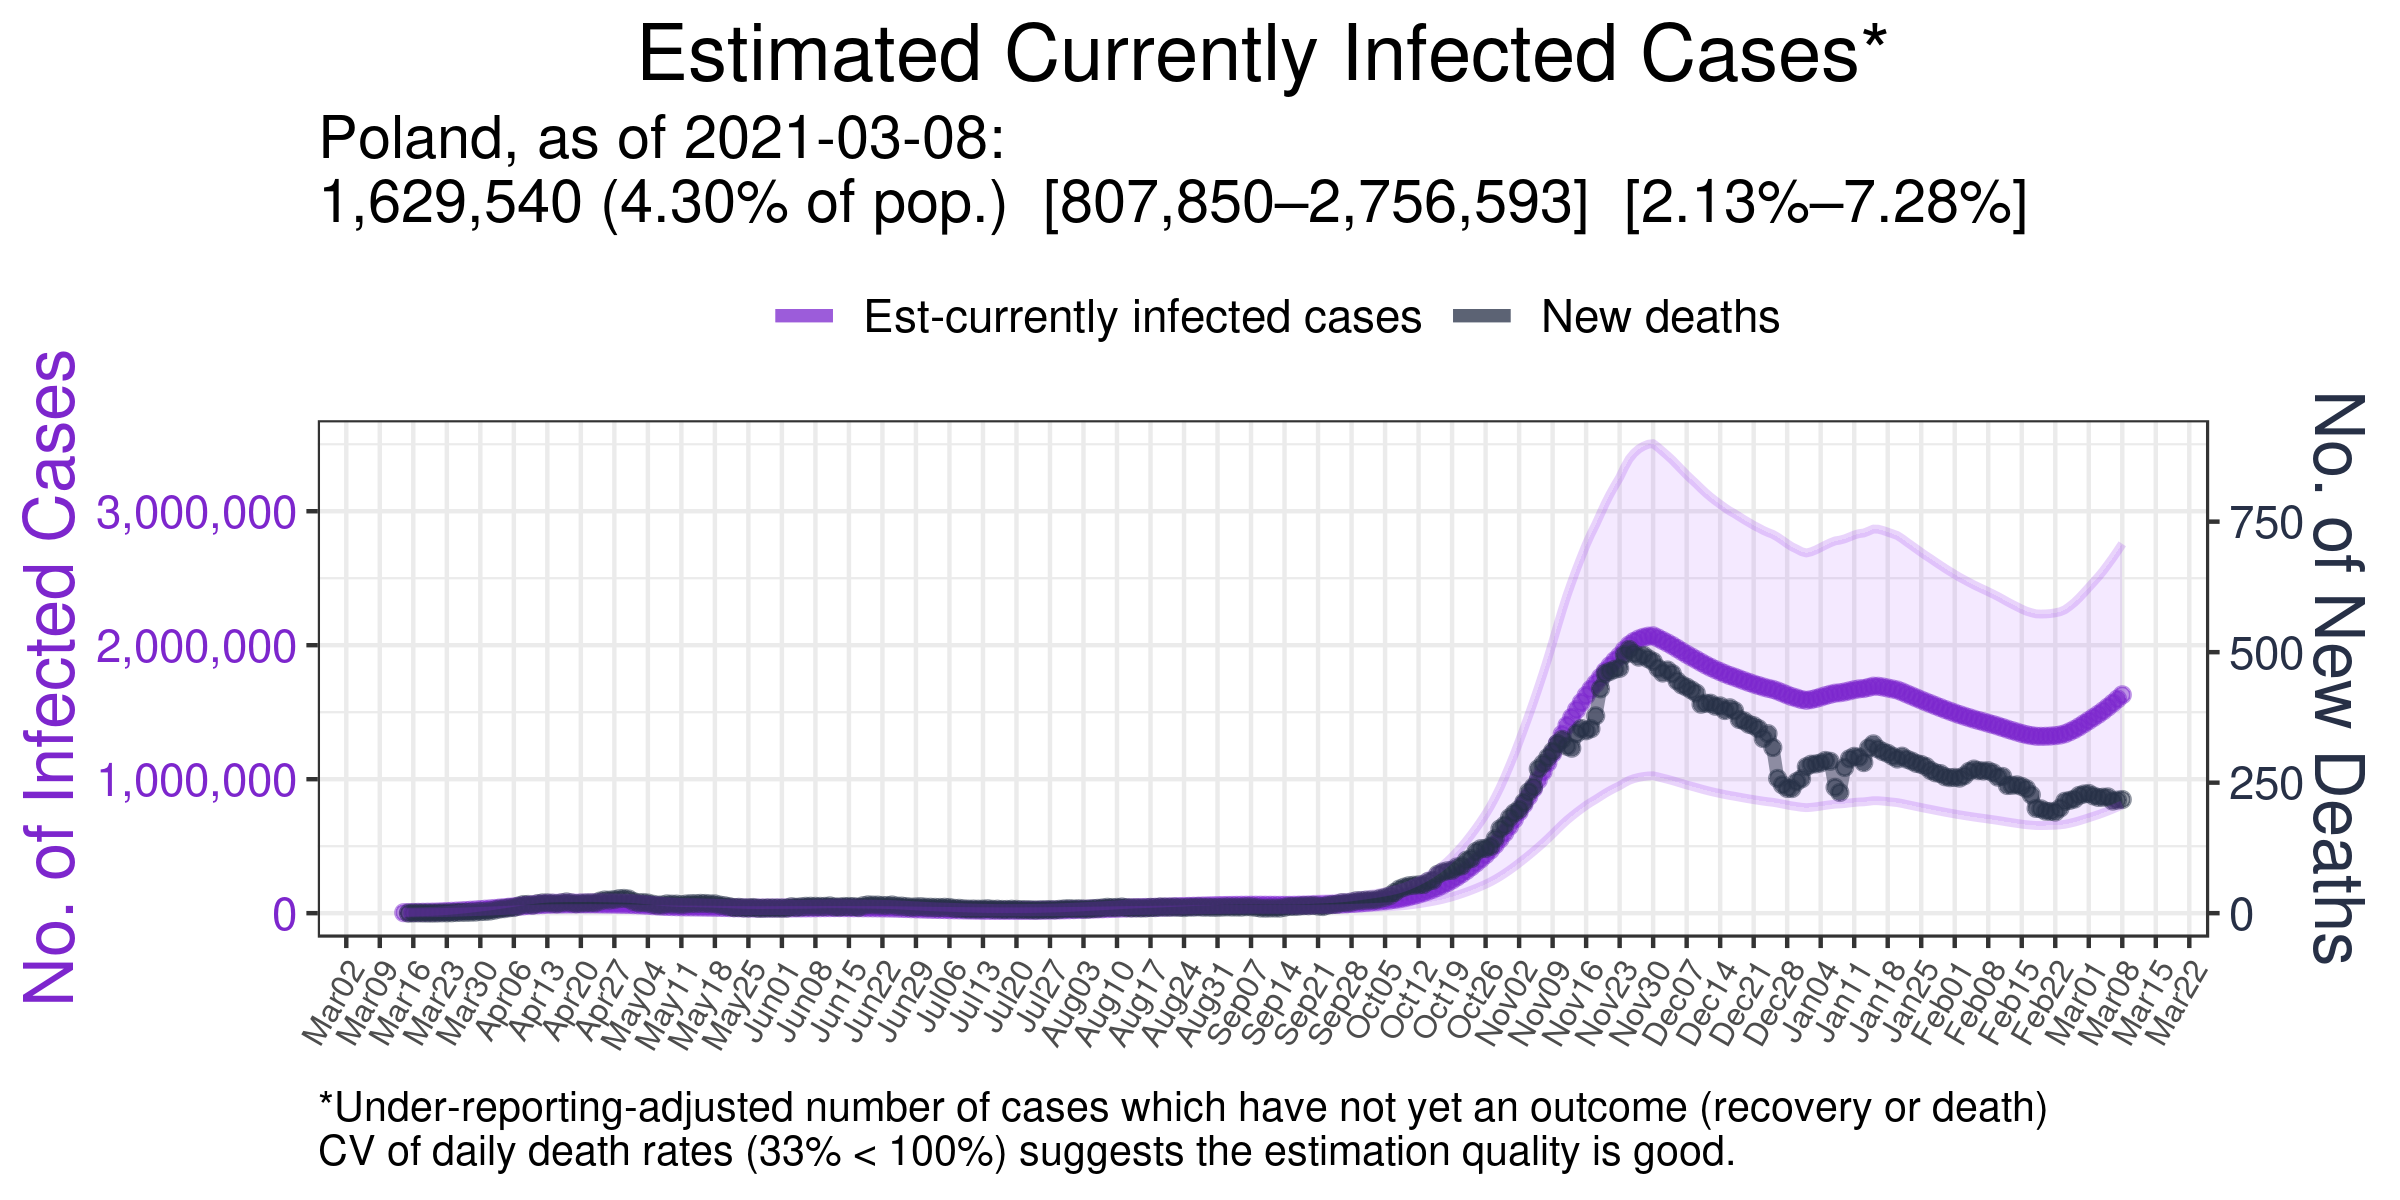 Estimated Currently Infected Cases*
Poland, as of 2021-03-08:
1,629,540 (4.30% of pop.) [807,850–2,756,593] [2.13%–7.28%]
Est-currently infected cases New deaths
No. of Infected Cases
3,000,000
2,000,000
1,000,000
0
750
500
250
0
No. of New Deaths
Mar02 Mar09 Mar16 Mar23 Mar30 Apr06 Apr13 Apr20 Apr27 May04 May11 May18 May25 Jun01 Jun08 Jun15 Jun22 Jun29 Jul06 Jul13 Jul20 Jul27 Aug03 Aug10 Aug17 Aug24 Aug31 Sep07 Sep14 Sep21 Sep28 Oct05 Oct12 Oct19 Oct26 Nov02 Nov09 Nov16 Nov23 Nov30 Dec07 Dec14 Dec21 Dec28 Jan04 Jan11 Jan18 Jan25 Feb01 Feb08 Feb15 Feb22 Mar01 Mar08 Mar15 Mar22
*Under-reporting-adjusted number of cases which have not yet an outcome (recovery or death)
CV of daily death rates (33% < 100%) suggests the estimation quality is good.